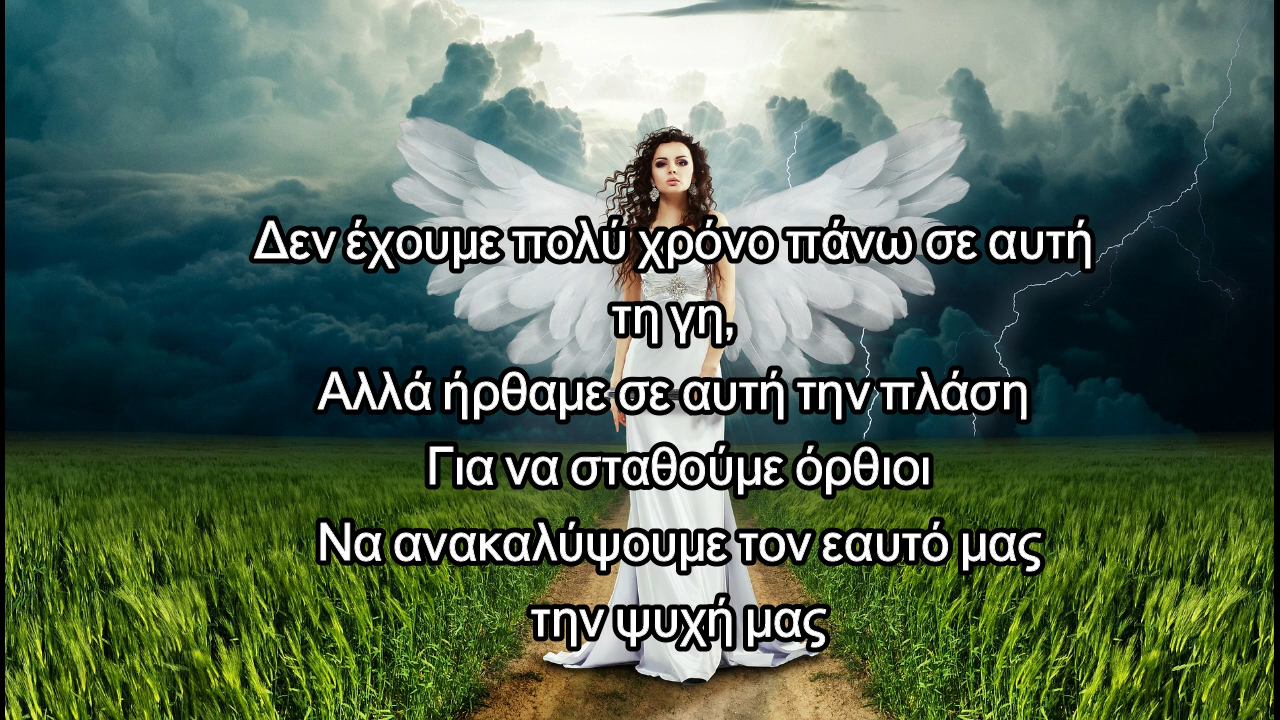 Δεν έχουμε πολύ χρόνο πάνω σε αυτή
τη γη,
Αλλά ήρθαμε σε αυτή την πλάση
Για να σταθούμε όρθιοι
Να ανακαλύψουμε τον εαυτό μας
την ψυχή μας